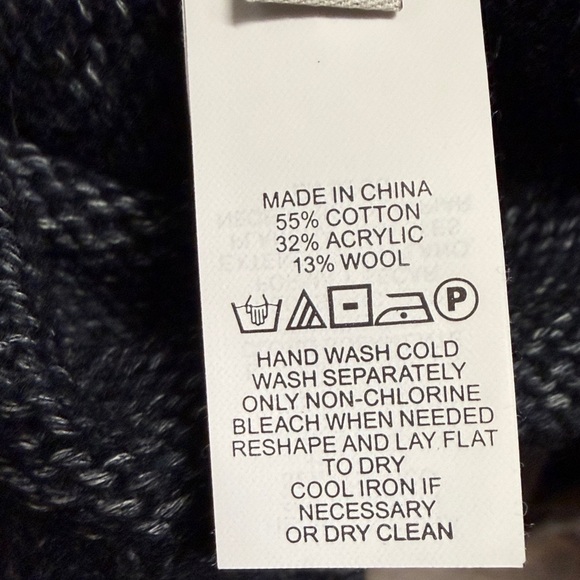 MADE IN CHINA
55% COTTON
32% ACRYLIC
13% WOOL
P
HAND WASH COLD
WASH SEPARATELY
ONLY NON-CHLORINE
BLEACH WHEN NEEDED
RESHAPE AND LAY FLAT
TO DRY
COOL IRON IF
NECESSARY
OR DRY CLEAN